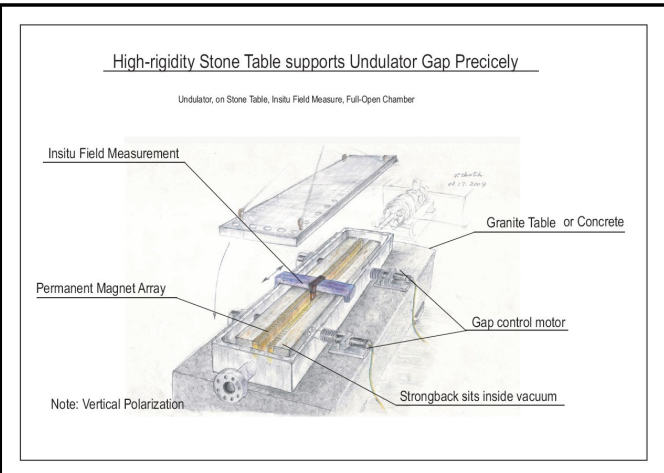 High-rigidity Stone Table supports Undulator Gap Precicely
Undulator, on Stone Table, Insitu Field Measure, Full-Open Chamber
Insitu Field Measurement
Granite Table or Concrete
Permanent Magnet Array
Gap control motor
Strongback sits inside vacuum
Note: Vertical Polarization